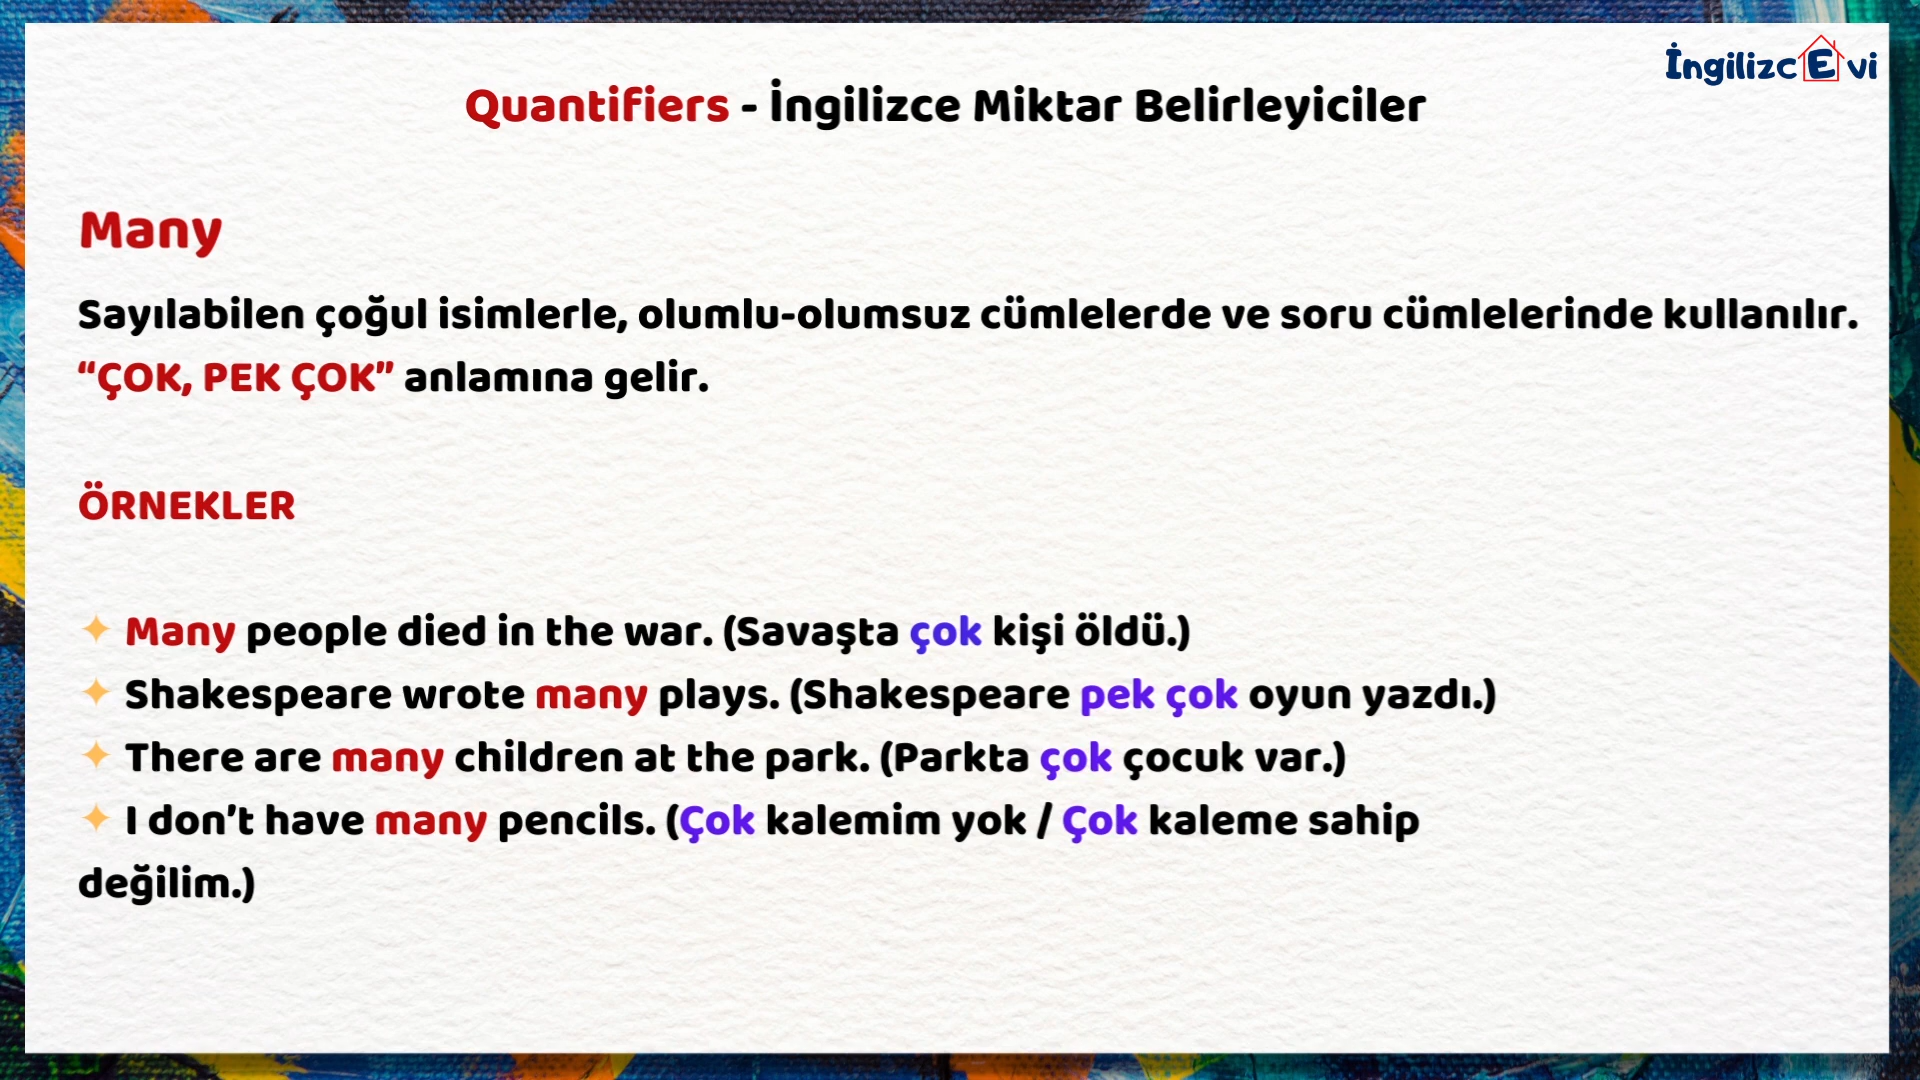 İngilizcEvi
Quantifiers - İngilizce Miktar Belirleyiciler
Many
Sayılabilen çoğul isimlerle, olumlu-olumsuz cümlelerde ve soru cümlelerinde kullanılır.
“ÇOK, PEK ÇOK” anlamına gelir.
ÖRNEKLER
✦ Many people died in the war. (Savaşta çok kişi öldü.)
✦ Shakespeare wrote many plays. (Shakespeare pek çok oyun yazdı.)
✦ There are many children at the park. (Parkta çok çocuk var.)
✦ I don’t have many pencils. (Çok kalemim yok / Çok kaleme sahip
değilim.)